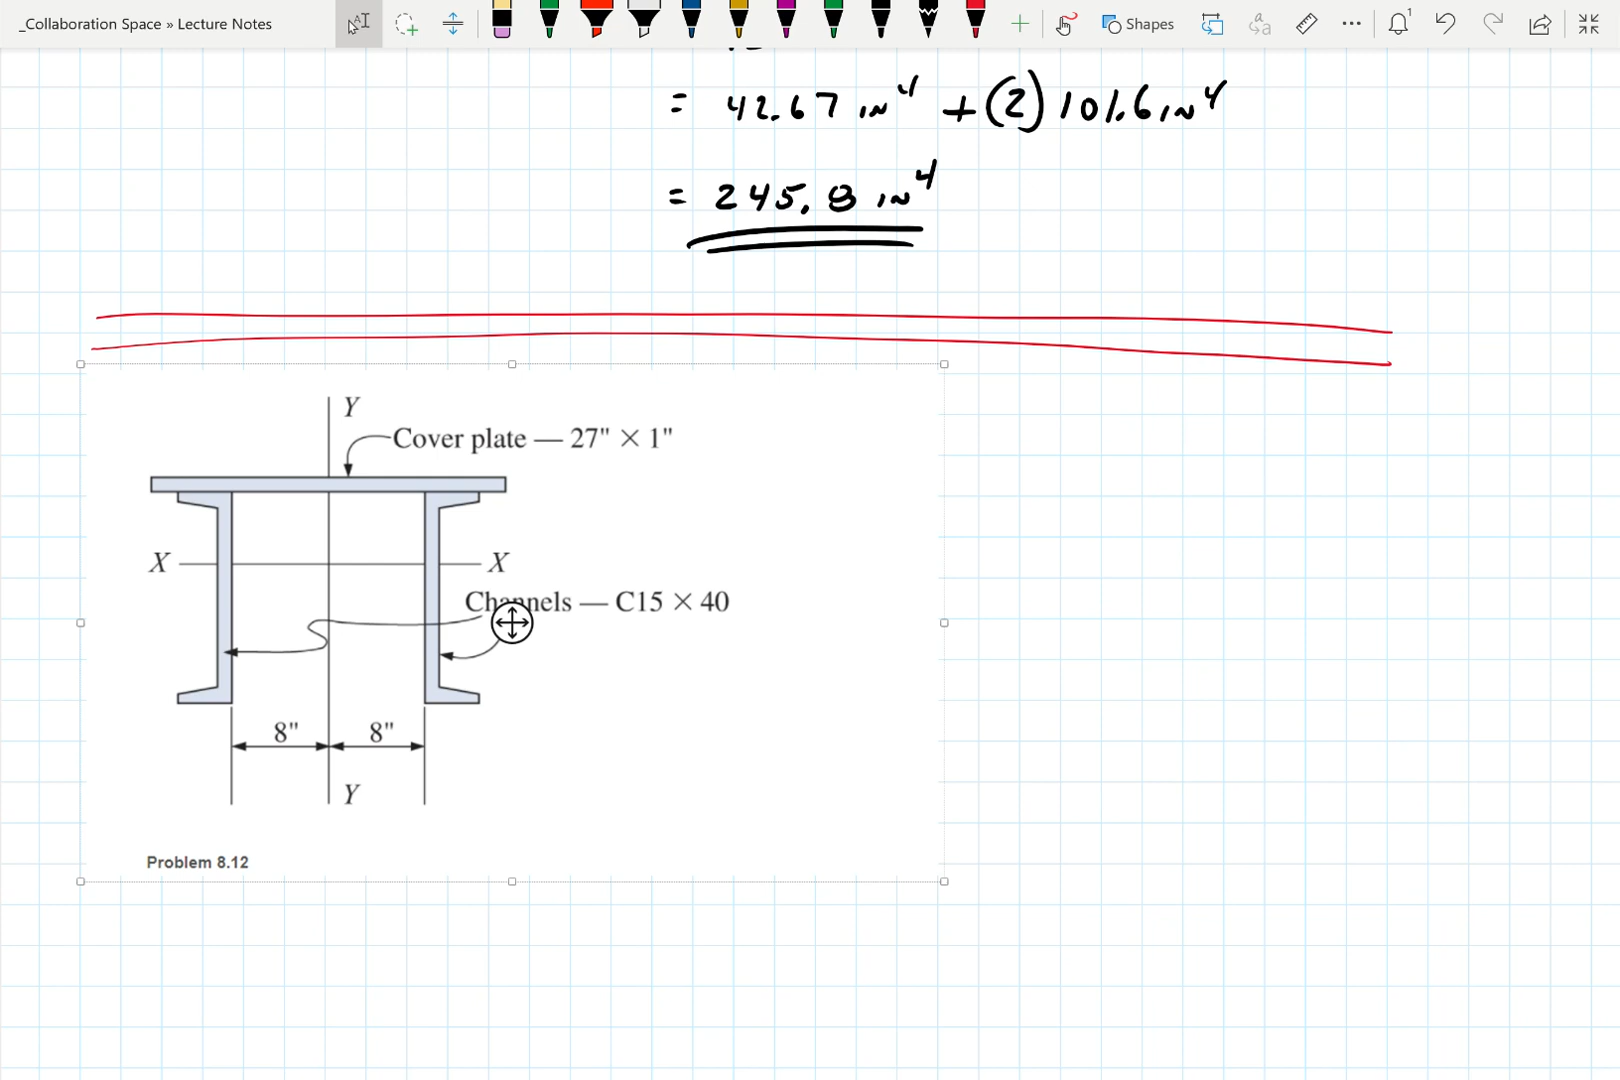 _Collaboration Space » Lecture Notes
Shapes
1
= 42.67 in⁴ + (2) 101.6 in⁴
= 245.8 in⁴
Y
Cover plate — 27" × 1"
X X
Channels — C15 × 40
8" 8"
Y
Problem 8.12